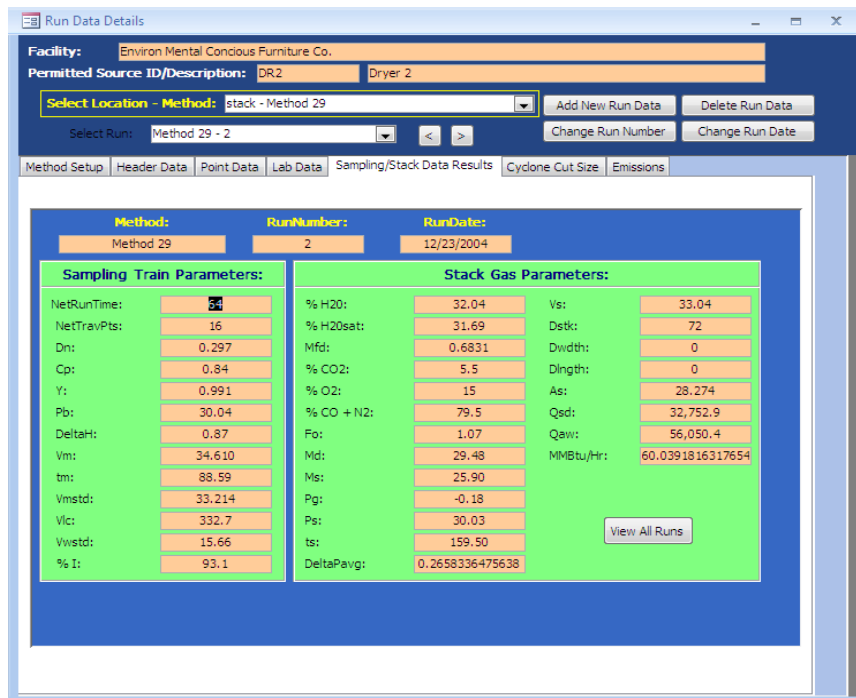 Run Data Details
Facility: Environ Mental Concious Furniture Co.
Permitted Source ID/Description: DR2 Dryer 2
Select Location - Method: stack - Method 29 Add New Run Data Delete Run Data
Select Run: Method 29 - 2 < > Change Run Number Change Run Date
Method Setup Header Data Point Data Lab Data Sampling/Stack Data Results Cyclone Cut Size Emissions
Method: RunNumber: RunDate:
Method 29 2 12/23/2004
Sampling Train Parameters: Stack Gas Parameters:
NetRunTime: 64 % H20: 32.04 Vs: 33.04
NetTravPts: 16 % H20sat: 31.69 Dstk: 72
Dn: 0.297 Mfd: 0.6831 Dwdth: 0
Cp: 0.84 % CO2: 5.5 Dlngth: 0
Y: 0.991 % O2: 15 As: 28.274
Pb: 30.04 % CO + N2: 79.5 Qsd: 32,752.9
DeltaH: 0.87 Fo: 1.07 Qaw: 56,050.4
Vm: 34.610 Md: 29.48 MMBtu/Hr: 60.0391816317654
tm: 88.59 Ms: 25.90
Vmstd: 33.214 Pg: -0.18
Vlc: 332.7 Ps: 30.03
Vwstd: 15.66 ts: 159.50 View All Runs
% I: 93.1 DeltaPavg: 0.2658336475638